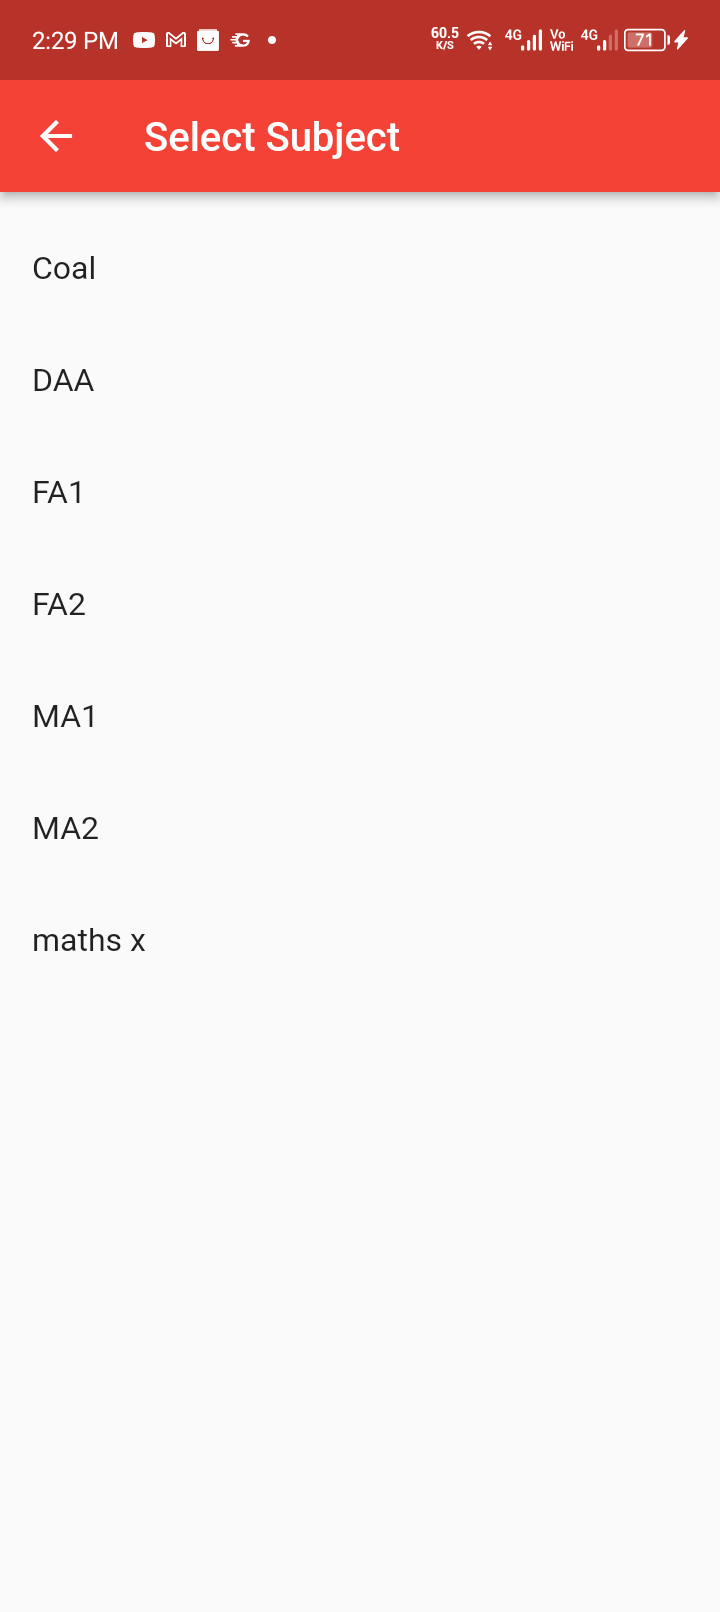 2:29 PM 60.5 K/S 4G Vo WiFi 4G 71
Select Subject
Coal
DAA
FA1
FA2
MA1
MA2
maths x